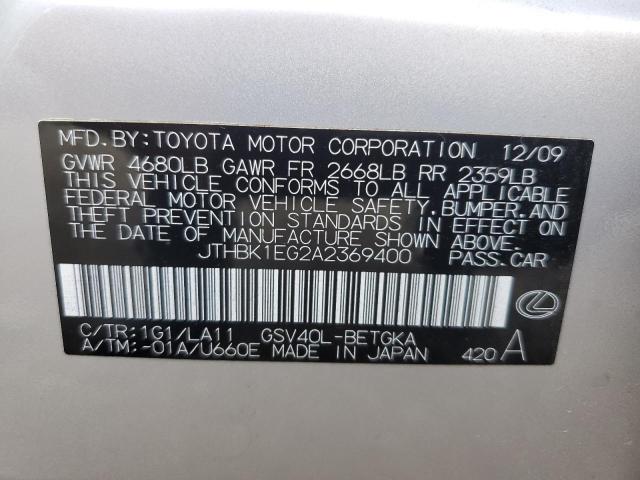 MFD.BY:TOYOTA MOTOR CORPORATION 12/09
GVWR 4680LB GAWR FR 2668LB RR 2359LB
THIS VEHICLE CONFORMS TO ALL APPLICABLE
FEDERAL MOTOR VEHICLE SAFETY,BUMPER,AND
THEFT PREVENTION STANDARDS IN EFFECT ON
THE DATE OF MANUFACTURE SHOWN ABOVE.
JTHBK1EG2A2369400 PASS.CAR
C/TR:1G1/LA11 GSV40L-BETGKA
A/TM:-01A/U660E MADE IN JAPAN 420 A